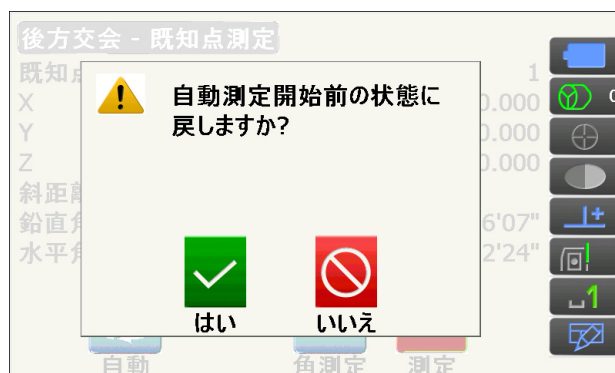 後方交会 - 既知点測定
既知点
1
自動測定開始前の状態に
戻しますか?
X
0.000
Y
0.000
Z
0.000
斜距離
鉛直角
6'07"
水平角
2'24"
はい
いいえ
自動
角測定
測定